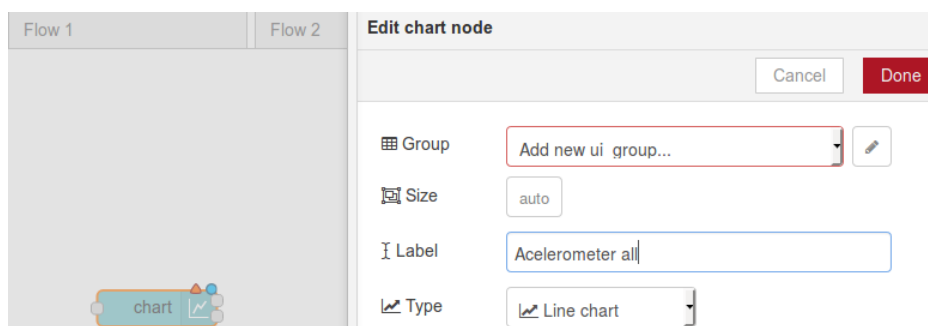 Flow 1
Flow 2
Edit chart node
Cancel
Done
Group
Add new ui_group...
Size
auto
Label
Acelerometer all
chart
Type
Line chart